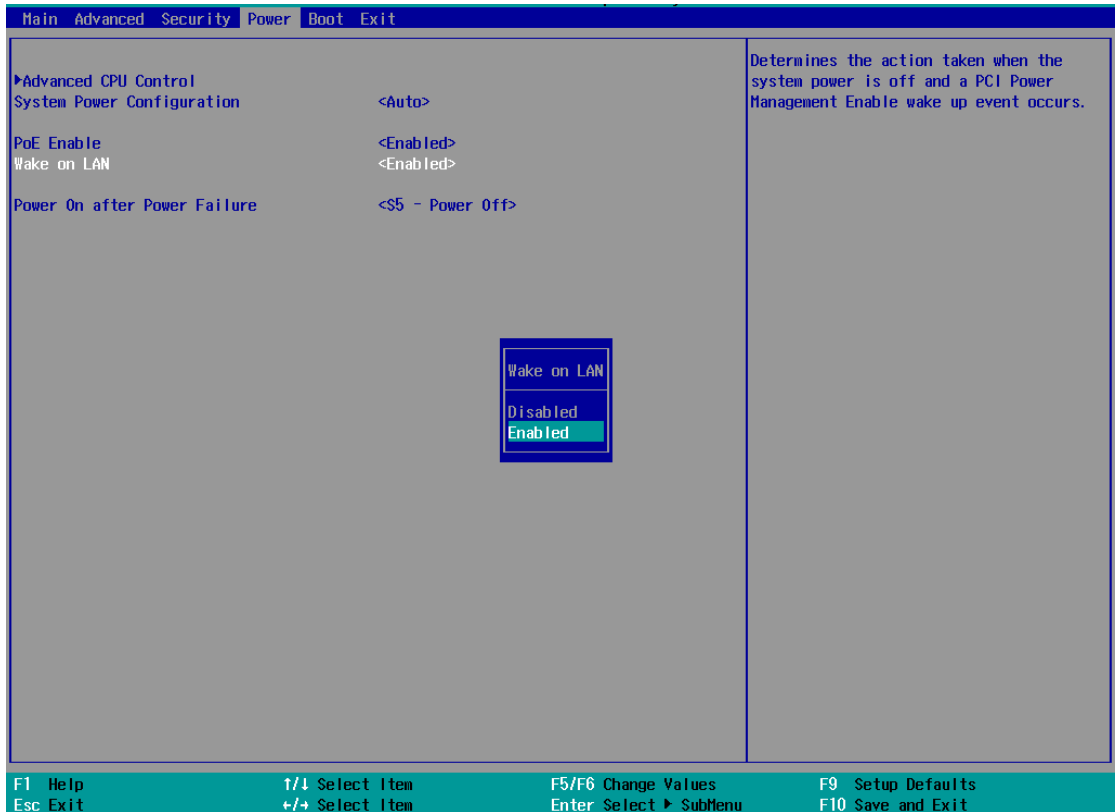 Main Advanced Security Power Boot Exit
▶Advanced CPU Control
System Power Configuration <Auto>
PoE Enable <Enabled>
Wake on LAN <Enabled>
Power On after Power Failure <S5 - Power Off>
Determines the action taken when the
system power is off and a PCI Power
Management Enable wake up event occurs.
Wake on LAN
Disabled
Enabled
F1 Help ↑/↓ Select Item F5/F6 Change Values F9 Setup Defaults
Esc Exit ←/→ Select Item Enter Select ▶ SubMenu F10 Save and Exit